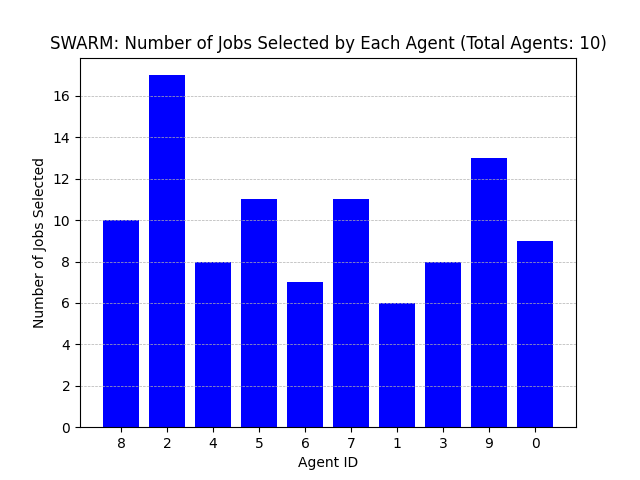 SWARM: Number of Jobs Selected by Each Agent (Total Agents: 10)
Number of Jobs Selected
16
14
12
10
8
6
4
2
0
8 2 4 5 6 7 1 3 9 0
Agent ID